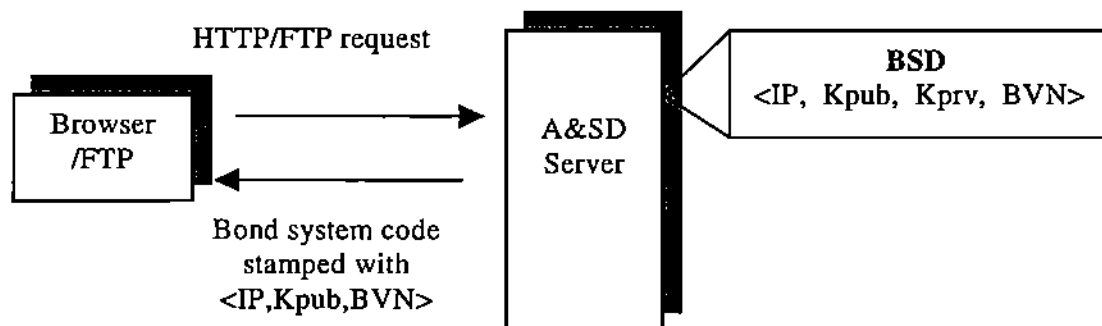 HTTP/FTP request
BSD
<IP, Kpub, Kprv, BVN>
Browser
/FTP
A&SD
Server
Bond system code
stamped with
<IP,Kpub,BVN>